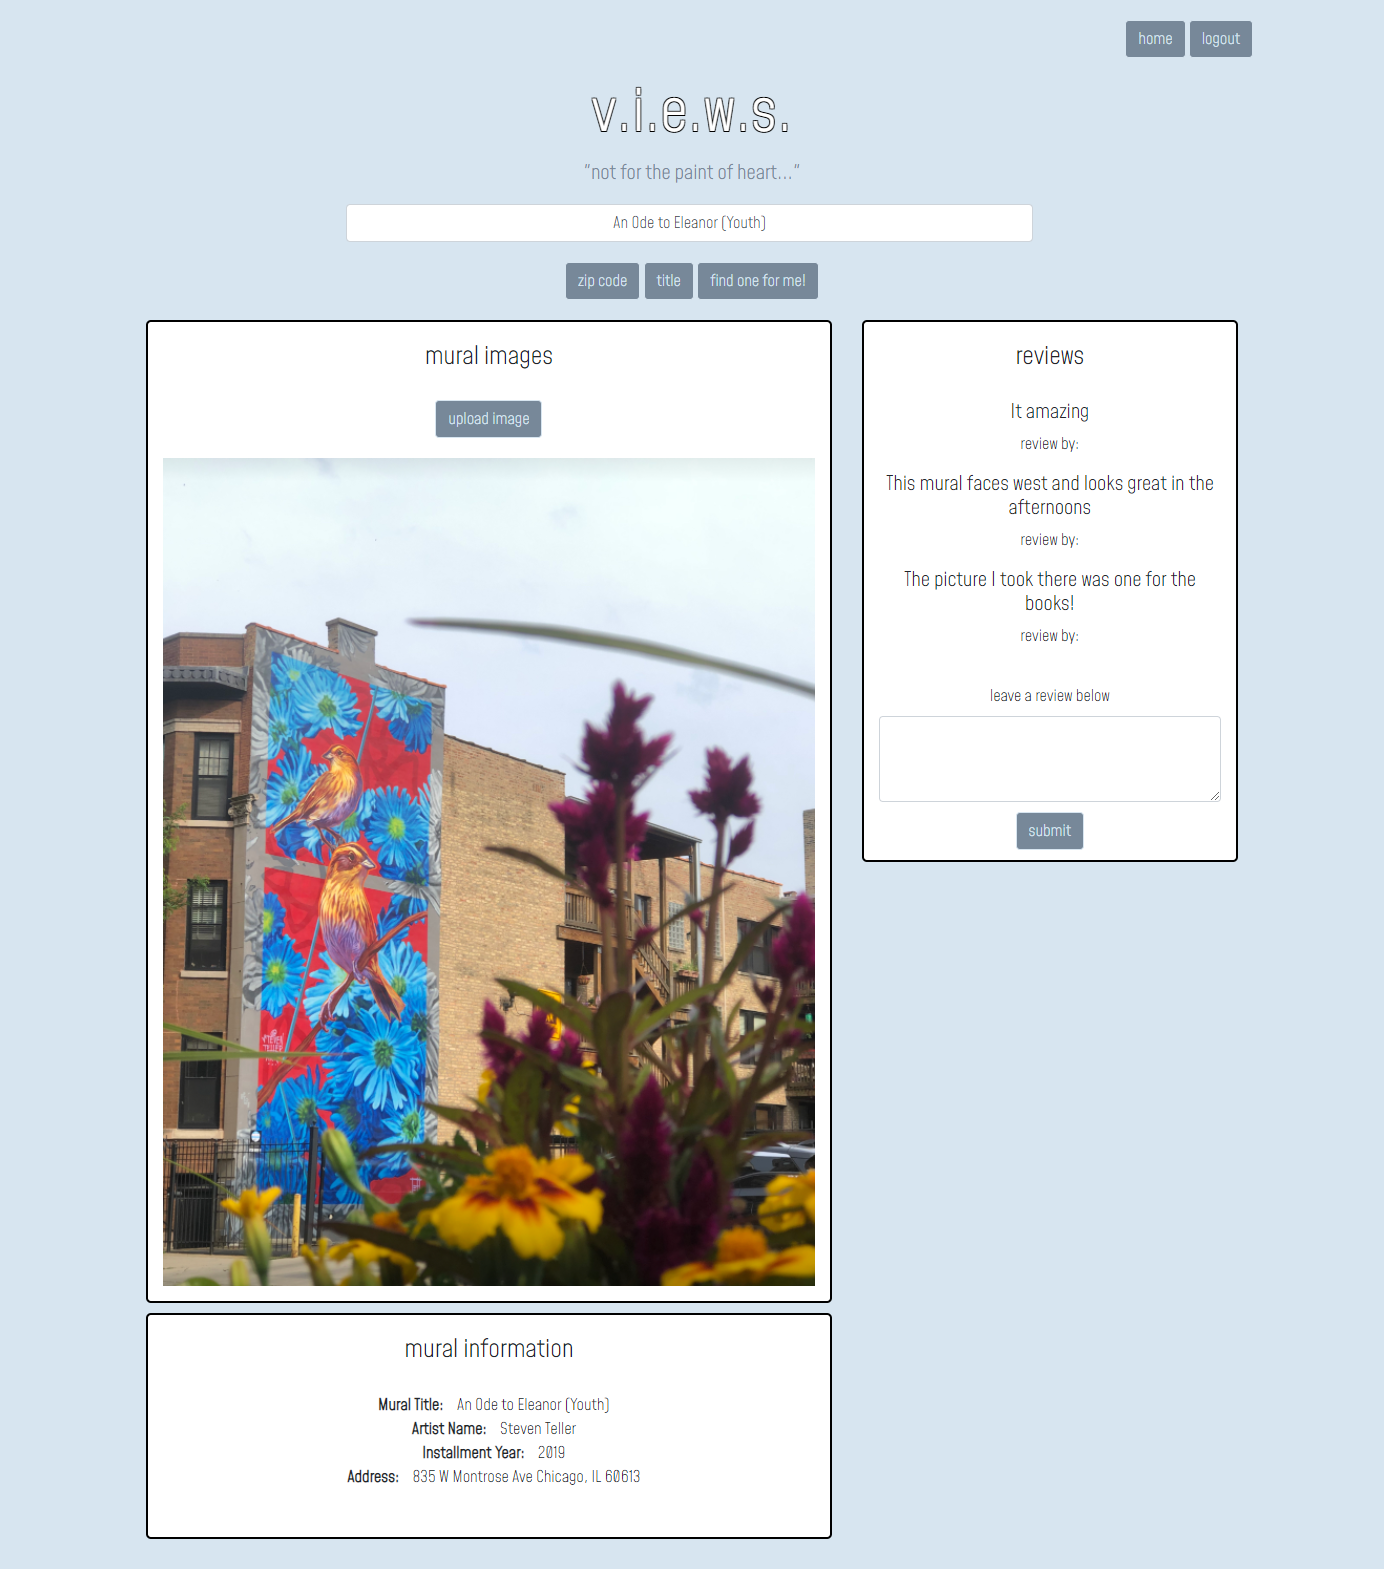 home logout
v.i.e.w.s.
"not for the paint of heart..."
An Ode to Eleanor (Youth)
zip code title find one for me!
mural images
upload image
STEVEN
TELLER
reviews
It amazing
review by:
This mural faces west and looks great in the
afternoons
review by:
The picture I took there was one for the
books!
review by:
leave a review below
submit
mural information
Mural Title: An Ode to Eleanor (Youth)
Artist Name: Steven Teller
Installment Year: 2019
Address: 835 W Montrose Ave Chicago, IL 60613